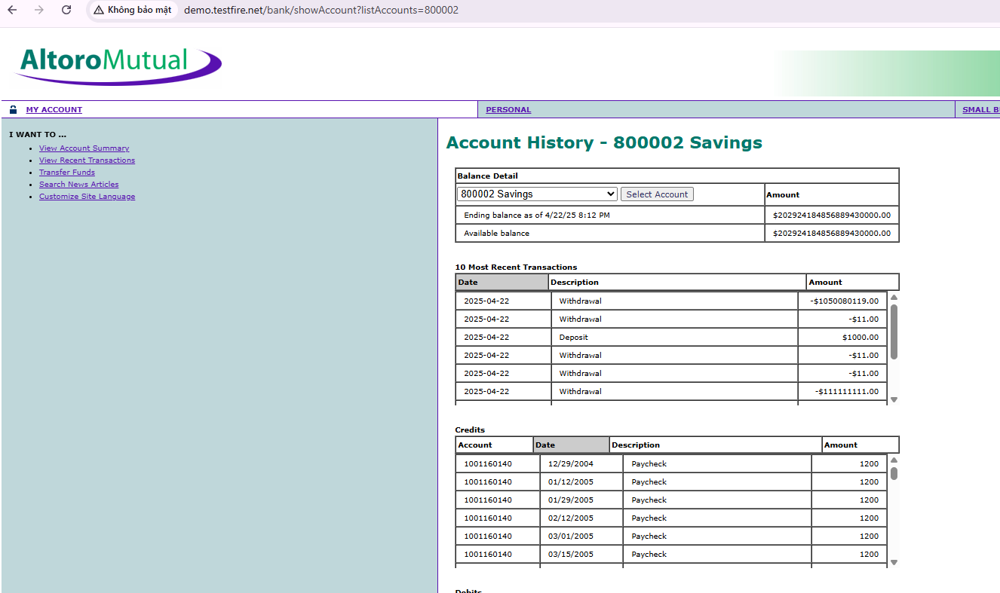 Không bảo mật demo.testfire.net/bank/showAccount?listAccounts=800002
AltoroMutual
MY ACCOUNT PERSONAL SMALL B
I WANT TO ...
View Account Summary
View Recent Transactions
Transfer Funds
Search News Articles
Customize Site Language
Account History - 800002 Savings
Balance Detail
800002 Savings Select Account Amount
Ending balance as of 4/22/25 8:12 PM $202924184856889430000.00
Available balance $202924184856889430000.00
10 Most Recent Transactions
Date Description Amount
2025-04-22 Withdrawal -$1050080119.00
2025-04-22 Withdrawal -$11.00
2025-04-22 Deposit $1000.00
2025-04-22 Withdrawal -$11.00
2025-04-22 Withdrawal -$11.00
2025-04-22 Withdrawal -$111111111.00
Credits
Account Date Description Amount
1001160140 12/29/2004 Paycheck 1200
1001160140 01/12/2005 Paycheck 1200
1001160140 01/29/2005 Paycheck 1200
1001160140 02/12/2005 Paycheck 1200
1001160140 03/01/2005 Paycheck 1200
1001160140 03/15/2005 Paycheck 1200
Debits